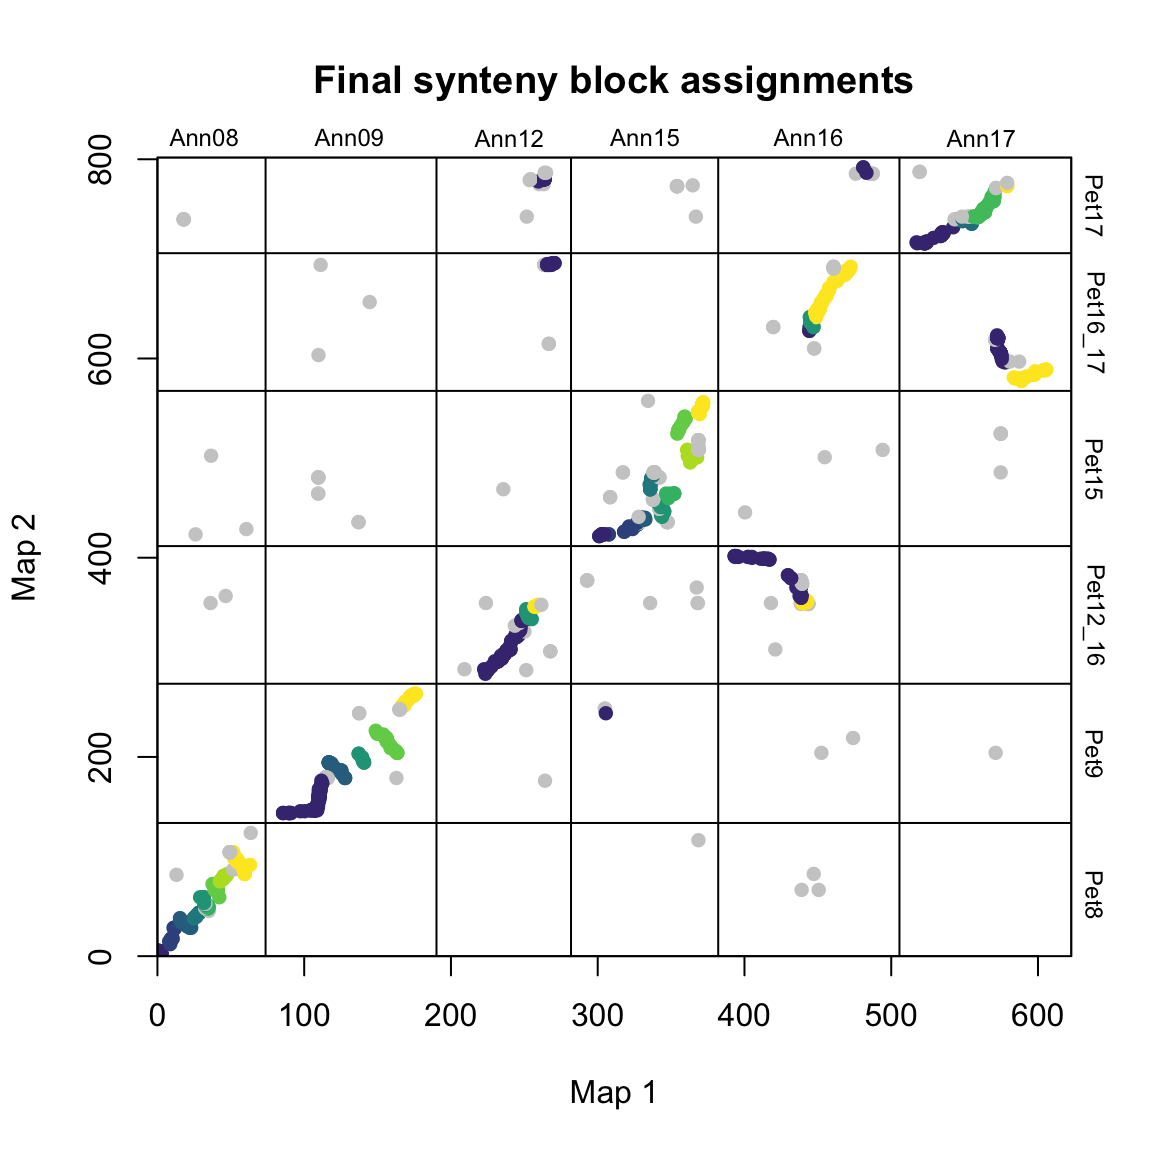 Final synteny block assignments
Ann08 Ann09 Ann12 Ann15 Ann16 Ann17
Pet17
Pet16_17
Pet15
Pet12_16
Pet9
Pet8
800
600
400
200
0
Map 2
0 100 200 300 400 500 600
Map 1